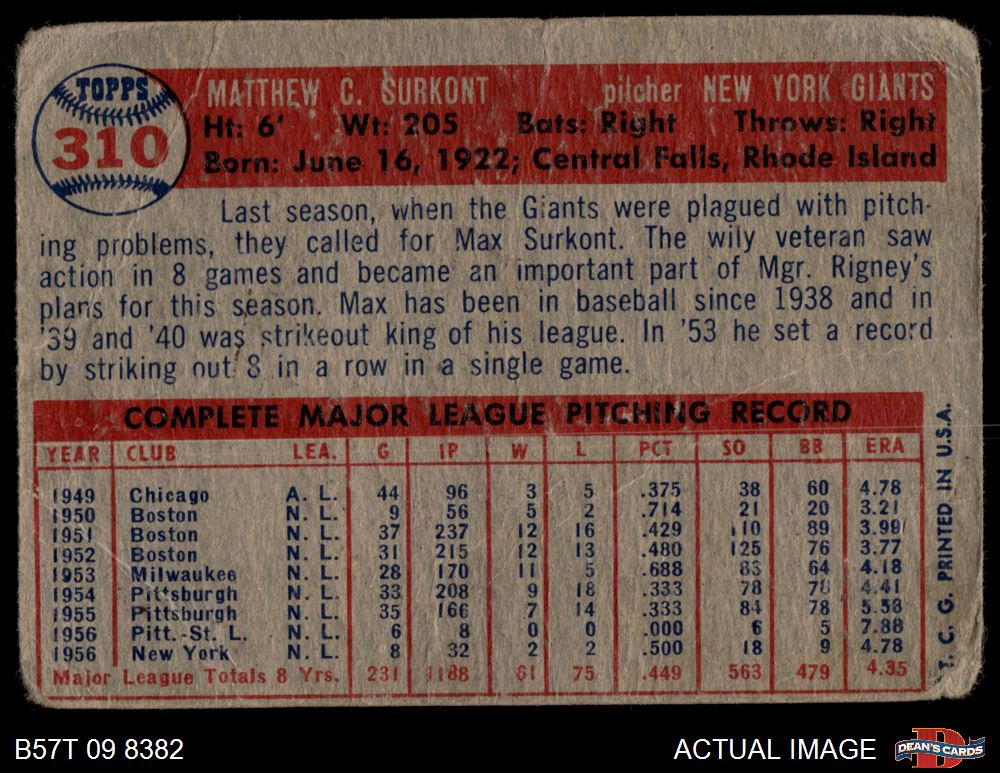 TOPPS
310
MATTHEW C. SURKONT pitcher NEW YORK GIANTS
Ht: 6' Wt: 205 Bats: Right Throws: Right
Born: June 16, 1922; Central Falls, Rhode Island
Last season, when the Giants were plagued with pitch-
ing problems, they called for Max Surkont. The wily veteran saw
action in 8 games and became an important part of Mgr. Rigney's
plans for this season. Max has been in baseball since 1938 and in
'39 and '40 was strikeout king of his league. In '53 he set a record
by striking out 8 in a row in a single game.
COMPLETE MAJOR LEAGUE PITCHING RECORD
YEAR CLUB LEA. G IP W L PCT SO BB ERA
1949 Chicago A. L. 44 96 3 5 .375 38 60 4.78
1950 Boston N. L. 9 56 5 2 .714 21 20 3.21
1951 Boston N. L. 37 237 12 16 .429 110 89 3.99
1952 Boston N. L. 31 215 12 13 .480 125 76 3.77
1953 Milwaukee N. L. 28 170 11 5 .688 83 64 4.18
1954 Pittsburgh N. L. 33 208 9 18 .333 78 78 4.41
1955 Pittsburgh N. L. 35 166 7 14 .333 84 78 5.58
1956 Pitt.-St. L. N. L. 6 8 0 0 .000 6 5 7.88
1956 New York N. L. 8 32 2 2 .500 18 9 4.78
Major League Totals 8 Yrs. 231 1188 61 75 .449 563 479 4.35
T. C. G. PRINTED IN U.S.A.
B57T 09 8382
ACTUAL IMAGE
DEAN'S CARDS